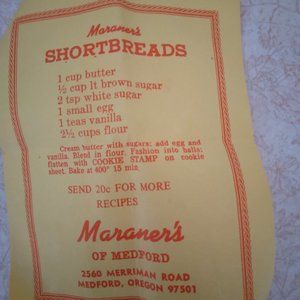 Maraner's
SHORTBREADS
1 cup butter
½ cup lt brown sugar
2 tsp white sugar
1 small egg
1 teas vanilla
2½ cups flour
Cream butter with sugars; add egg and
vanilla. Blend in flour. Fashion into balls;
flatten with COOKIE STAMP on cookie
sheet. Bake at 400° 15 min.
SEND 20c FOR MORE
RECIPES
Maraner's
OF MEDFORD
2560 MERRIMAN ROAD
MEDFORD, OREGON 97501